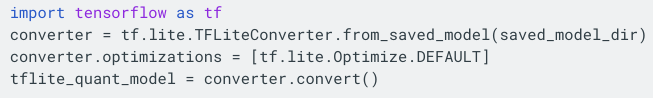 import tensorflow as tf
converter = tf.lite.TFLiteConverter.from_saved_model(saved_model_dir)
converter.optimizations = [tf.lite.Optimize.DEFAULT]
tflite_quant_model = converter.convert()